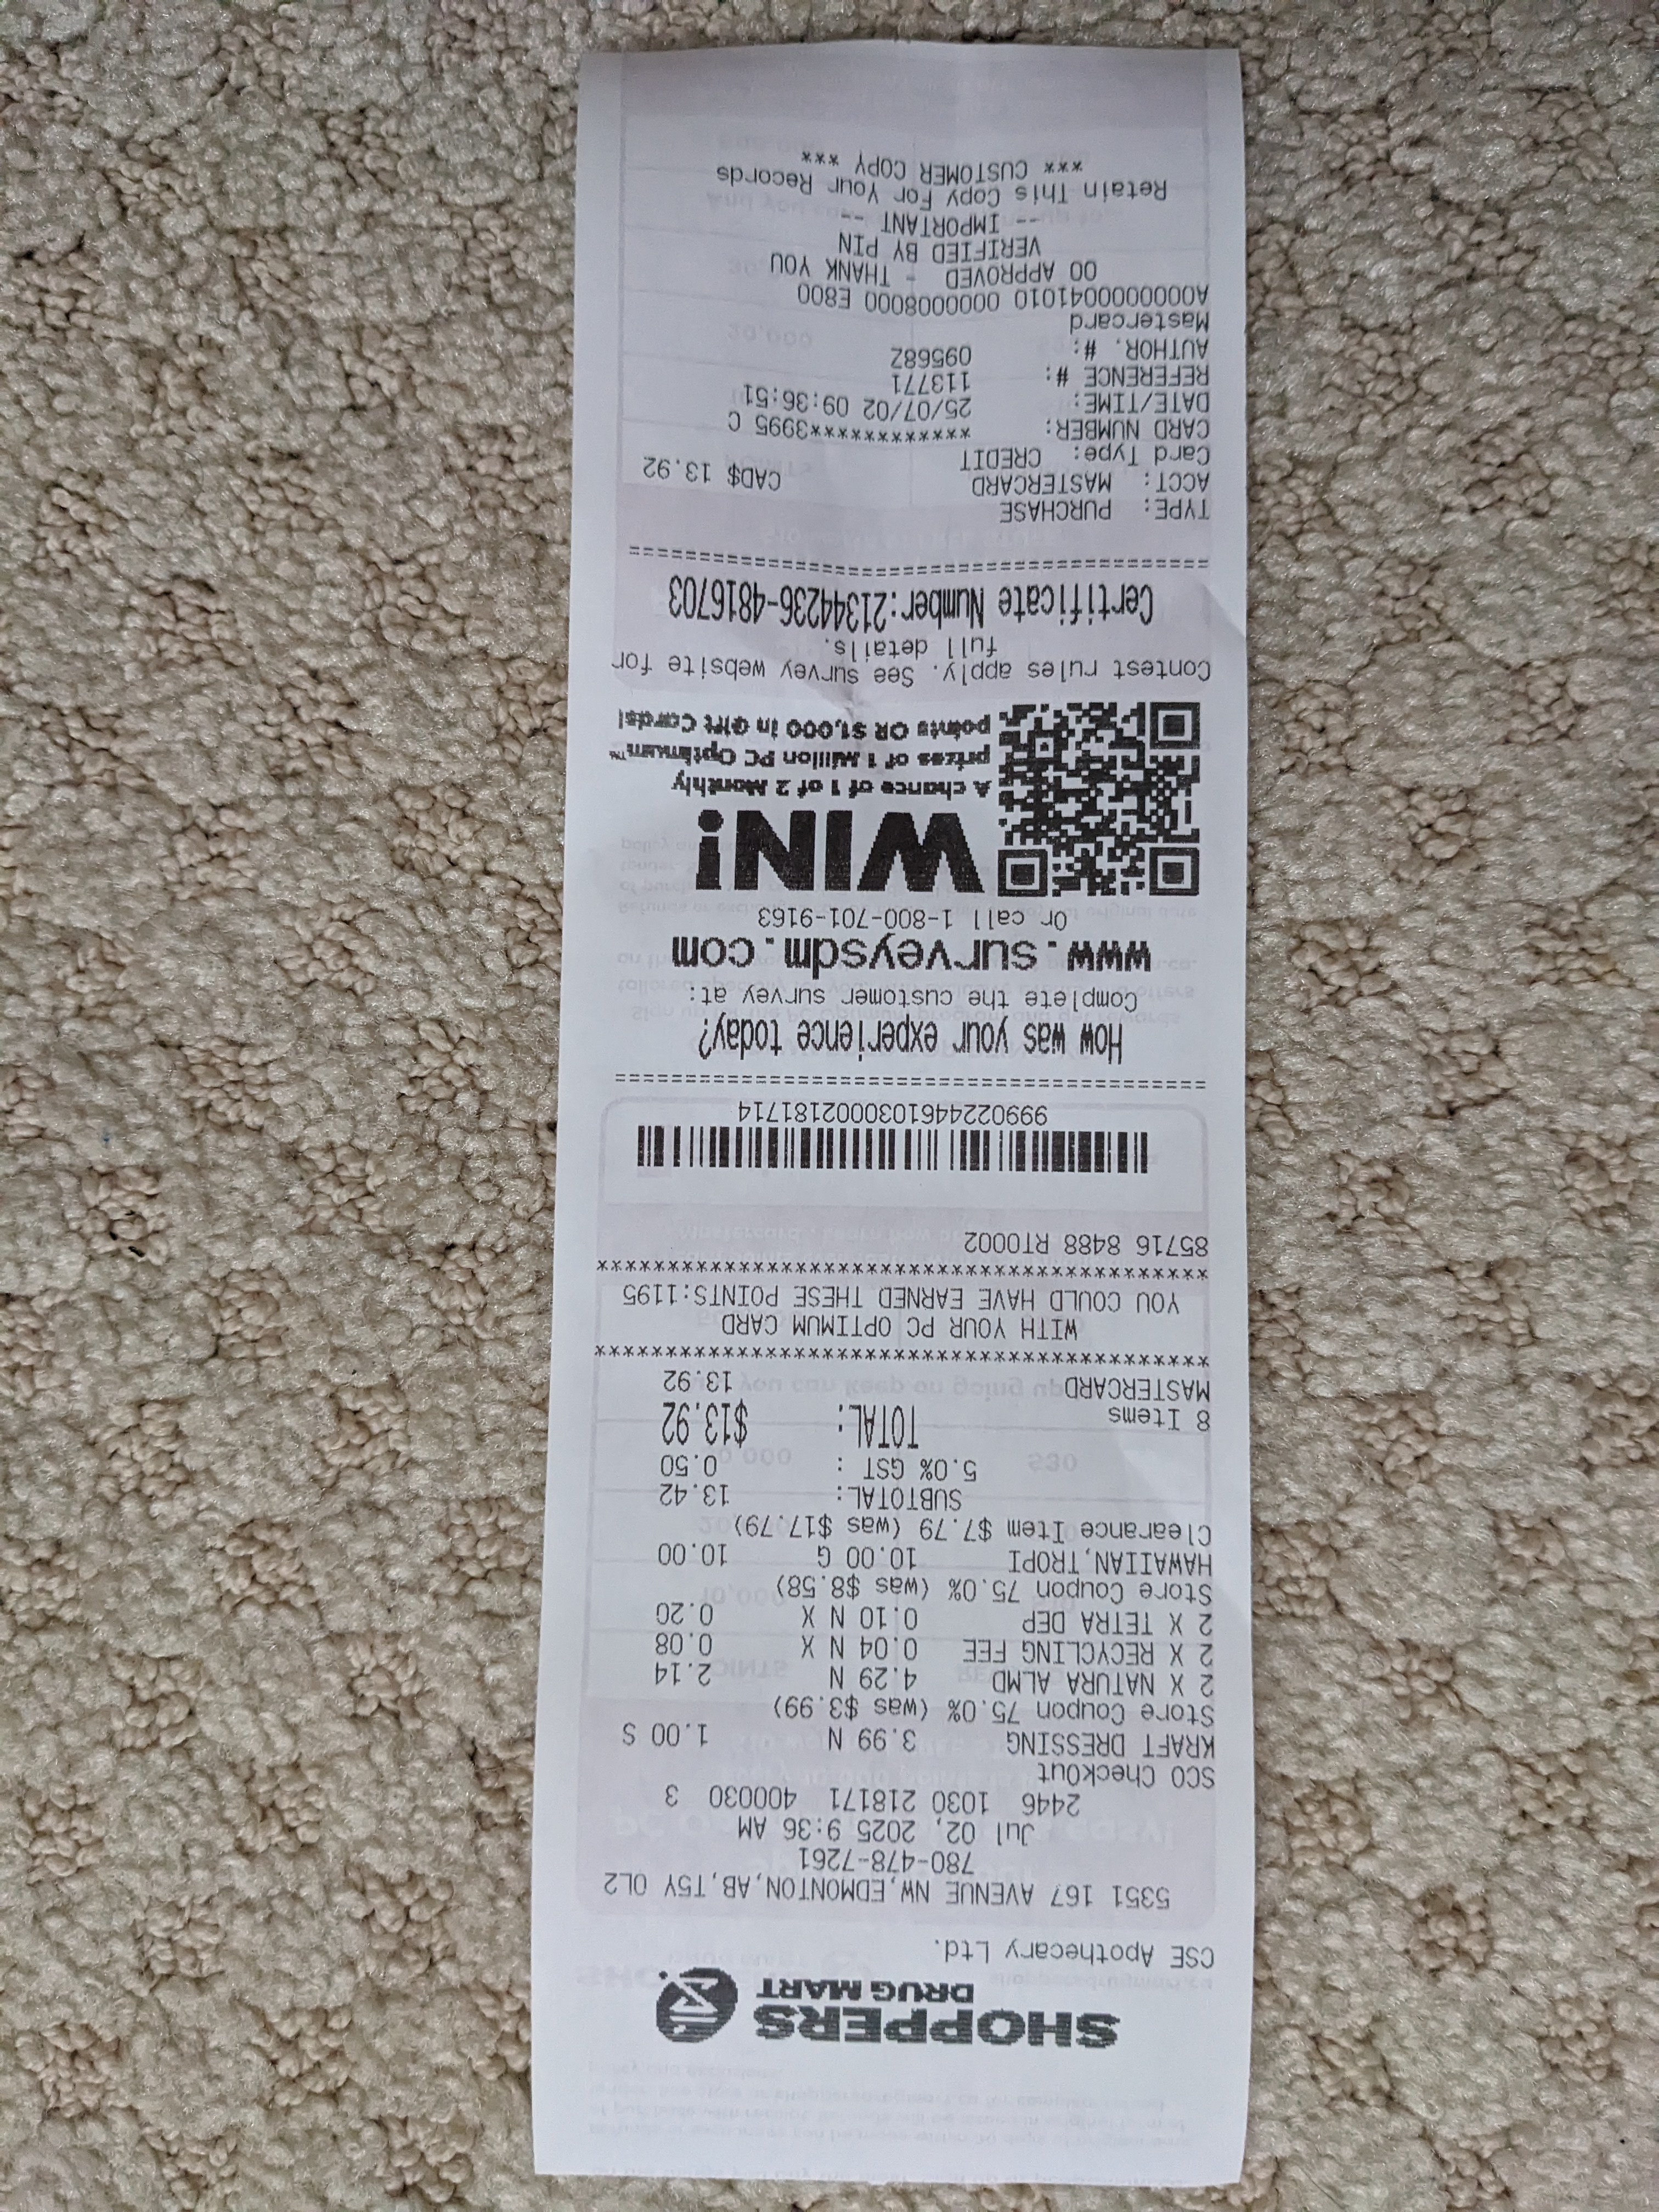 SHOPPERS
DRUG MART
CSE Apothecary Ltd.
5351 167 AVENUE NW,EDMONTON,AB,T5Y 0L2
780-478-7261
Jul 02, 2025 9:36 AM
2446 1030 218171 400030 3
SCO CheckOut
KRAFT DRESSING 3.99 N 1.00 S
Store Coupon 75.0% (was $3.99)
2 X NATURA ALMD 4.29 N 2.14
2 X RECYCLING FEE 0.04 N X 0.08
2 X TETRA DEP 0.10 N X 0.20
Store Coupon 75.0% (was $8.58)
HAWAIIAN,TROPI 10.00 G 10.00
Clearance Item $7.79 (was $17.79)
SUBTOTAL: 13.42
5.0% GST : 0.50
TOTAL: $13.92
8 Items
MASTERCARD 13.92
********************************************
WITH YOUR PC OPTIMUM CARD
YOU COULD HAVE EARNED THESE POINTS:1195
********************************************
85716 8488 RT0002
9990224461030002181714
==========================================
How was your experience today?
Complete the customer survey at:
www.surveysdm.com
Or call 1-800-701-9163
WIN!
A chance of 1 of 2 Monthly
prizes of 1 Million PC Optimum™
points OR $1,000 in Gift Cards!
Contest rules apply. See survey website for
full details.
Certificate Number:21344236-4816703
==========================================
TYPE: PURCHASE
ACCT: MASTERCARD CAD$ 13.92
Card Type: CREDIT
CARD NUMBER: ************3995 C
DATE/TIME: 25/07/02 09:36:51
REFERENCE #: 113771
AUTHOR. #: 095682
Mastercard
A0000000041010 0000008000 E800
00 APPROVED - THANK YOU
VERIFIED BY PIN
-- IMPORTANT --
Retain This Copy For Your Records
*** CUSTOMER COPY ***